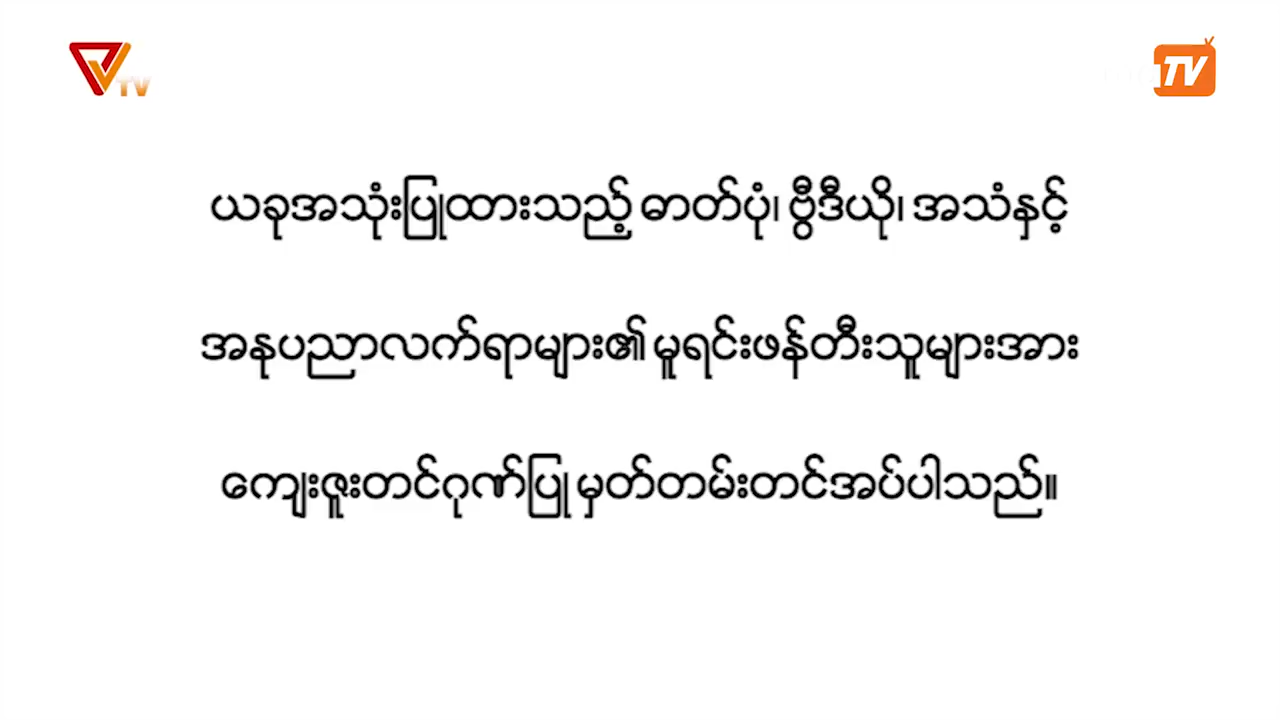 TV
TV
ယခုအသုံးပြုထားသည့် ဓာတ်ပုံ၊ ဗွီဒီယို၊ အသံနှင့်
အနုပညာလက်ရာများ၏ မူရင်းဖန်တီးသူများအား
ကျေးဇူးတင်ဂုဏ်ပြု မှတ်တမ်းတင်အပ်ပါသည်။